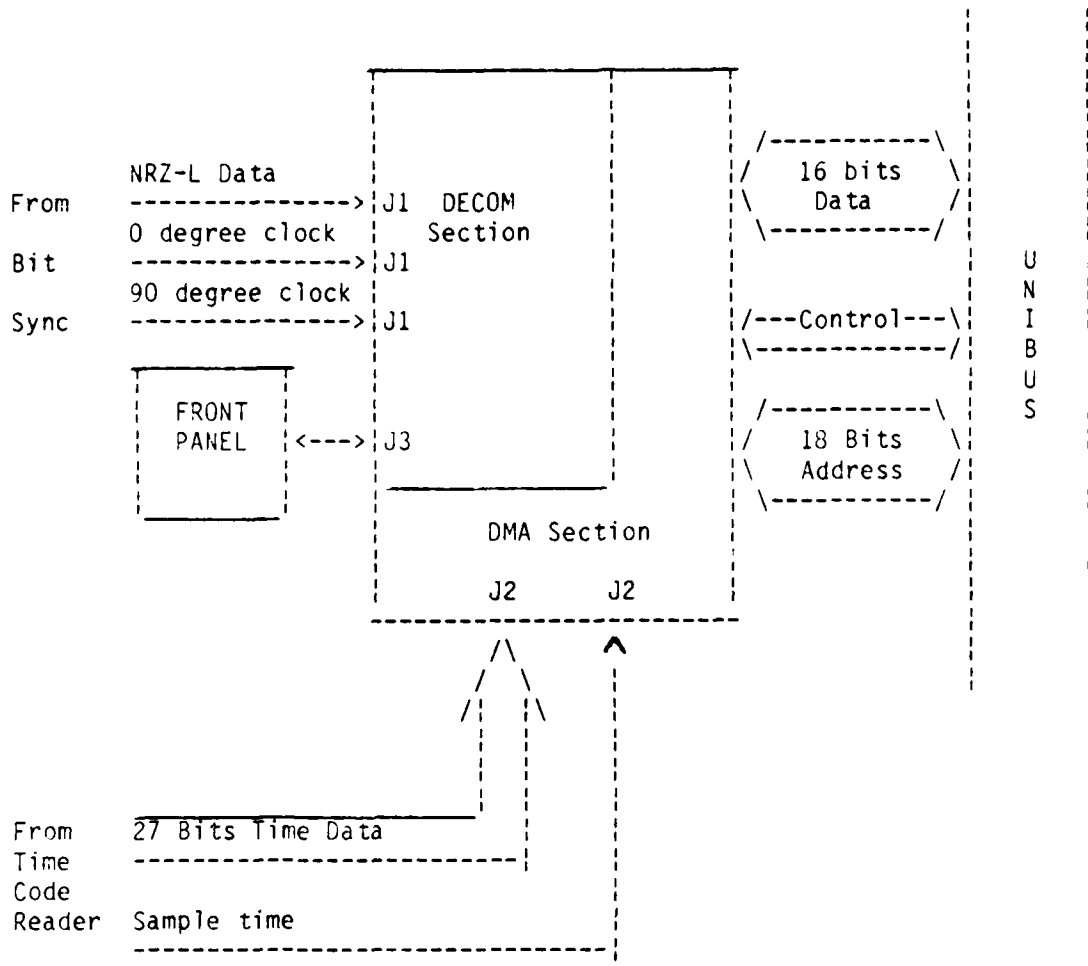 NRZ-L Data
From J1 DECOM
0 degree clock Section
Bit J1
90 degree clock
Sync J1
16 bits
Data
Control
FRONT
PANEL J3
18 Bits
Address
UNIBUS
DMA Section
J2 J2
From 27 Bits Time Data
Time
Code
Reader Sample time